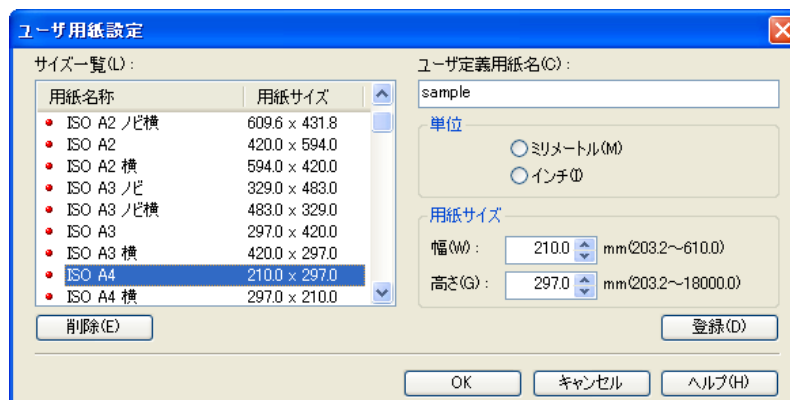 ユーザ用紙設定
サイズ一覧(L):
用紙名称 用紙サイズ
ISO A2 ノビ横 609.6 x 431.8
ISO A2 420.0 x 594.0
ISO A2 横 594.0 x 420.0
ISO A3 ノビ 329.0 x 483.0
ISO A3 ノビ横 483.0 x 329.0
ISO A3 297.0 x 420.0
ISO A3 横 420.0 x 297.0
ISO A4 210.0 x 297.0
ISO A4 横 297.0 x 210.0
削除(E)
ユーザ定義用紙名(C):
sample
単位
ミリメートル(M)
インチ(I)
用紙サイズ
幅(W): 210.0 mm(203.2~610.0)
高さ(G): 297.0 mm(203.2~18000.0)
登録(D)
OK キャンセル ヘルプ(H)